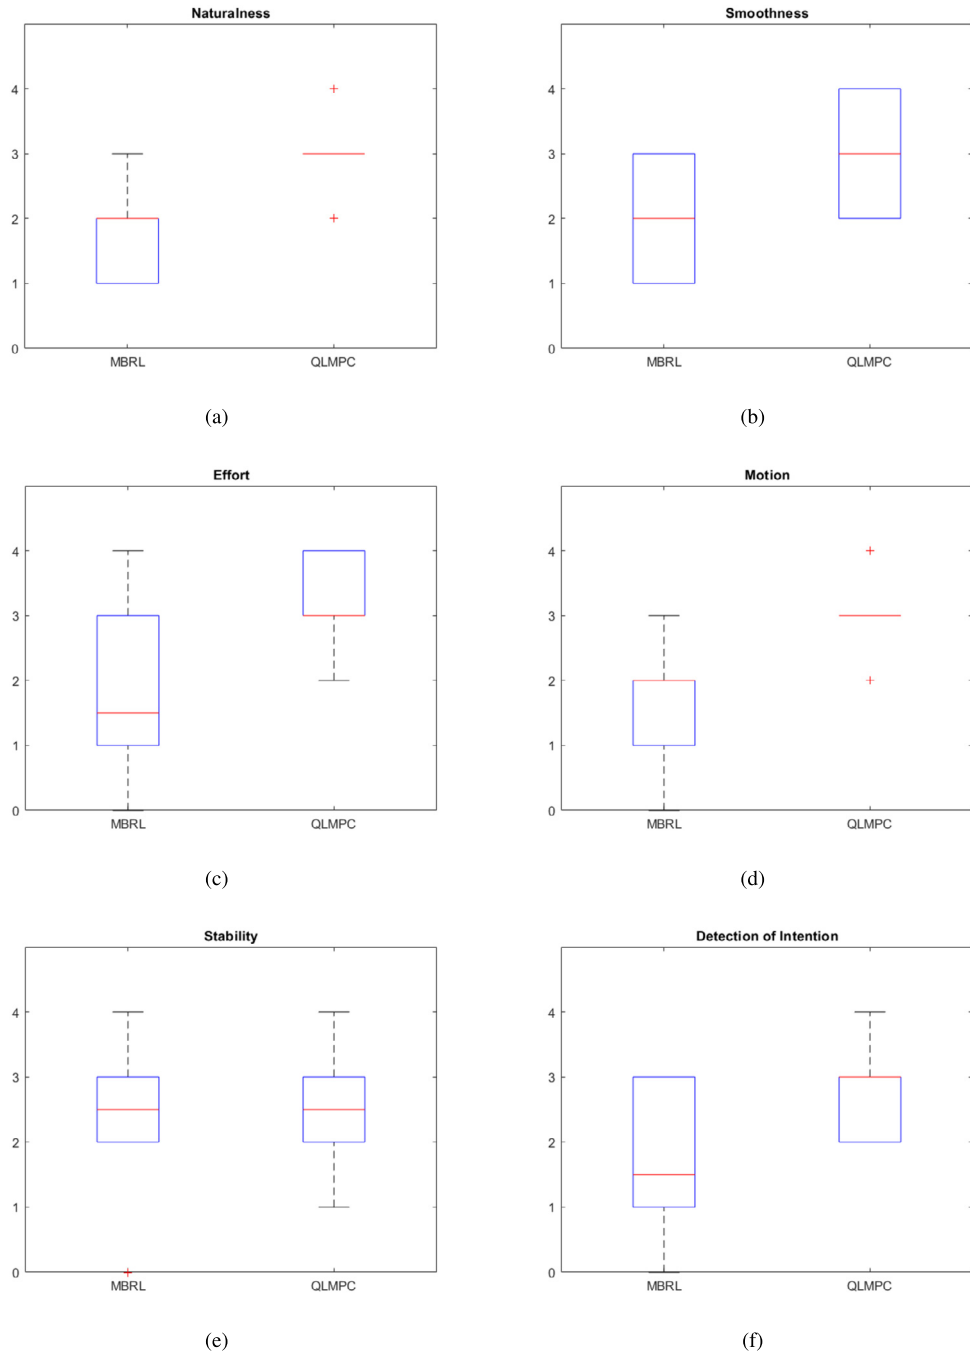 Naturalness
4
3
2
1
0
MBRL QLMPC
(a)
Smoothness
4
3
2
1
0
MBRL QLMPC
(b)
Effort
4
3
2
1
0
MBRL QLMPC
(c)
Motion
4
3
2
1
0
MBRL QLMPC
(d)
Stability
4
3
2
1
0
MBRL QLMPC
(e)
Detection of Intention
4
3
2
1
0
MBRL QLMPC
(f)